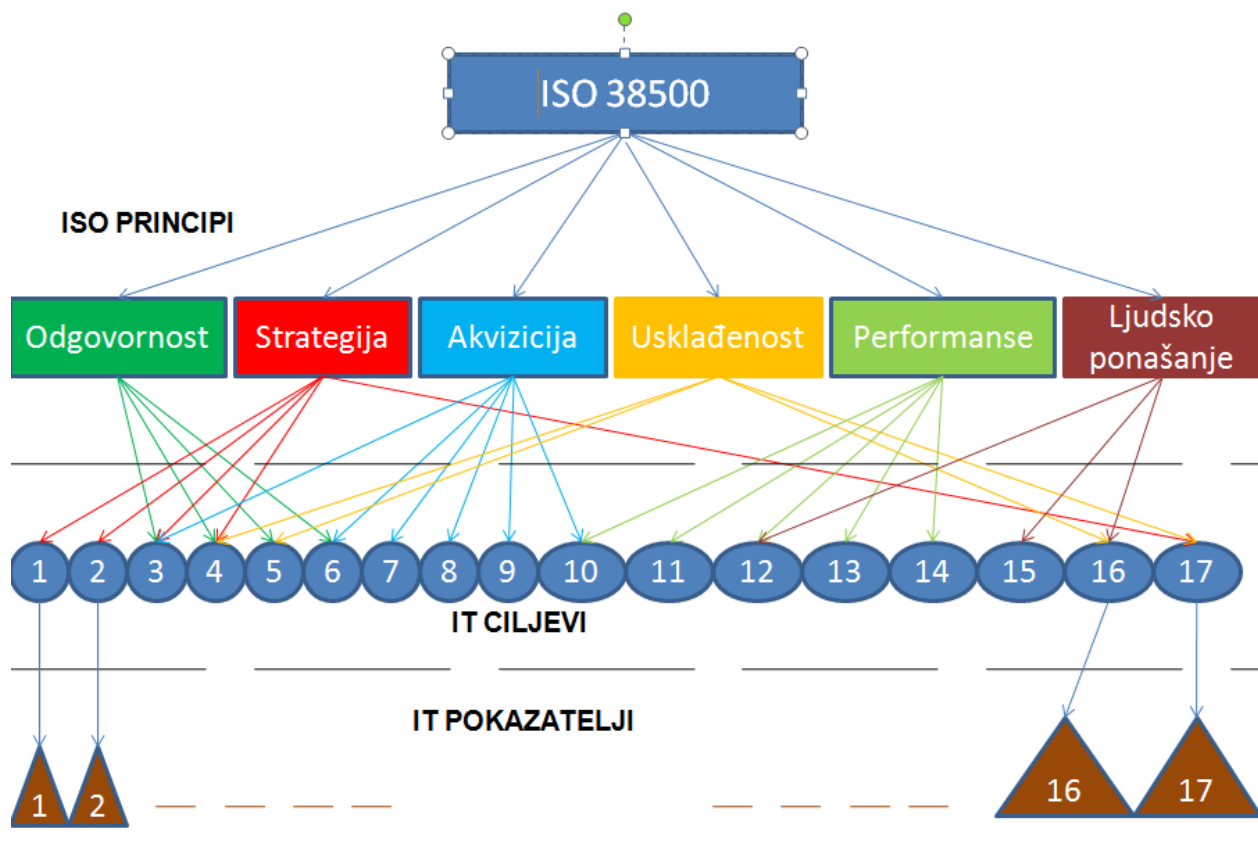 ISO 38500
ISO PRINCIPI
Odgovornost
Strategija
Akvizicija
Usklađenost
Performanse
Ljudsko
ponašanje
1 2 3 4 5 6 7 8 9 10 11 12 13 14 15 16 17
IT CILJEVI
IT POKAZATELJI
1 2 16 17